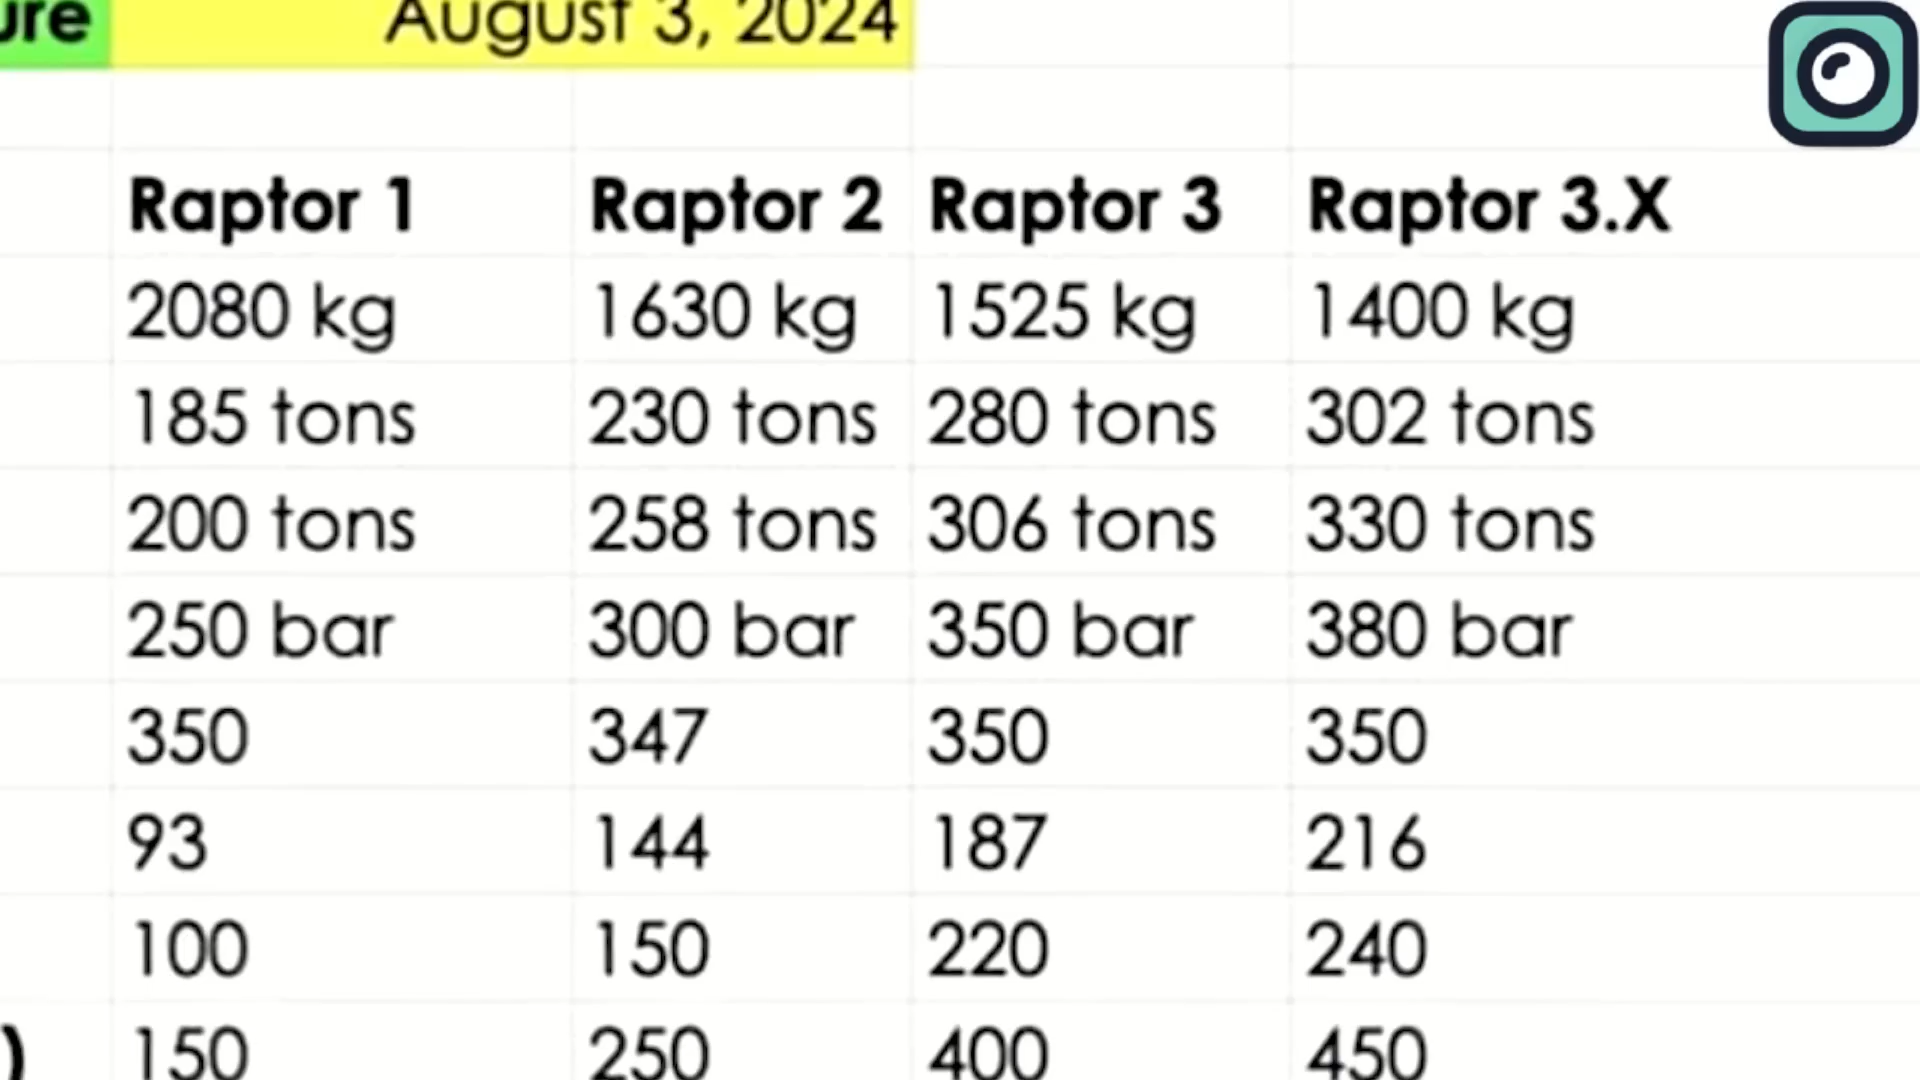 ure August 3, 2024
Raptor 1 Raptor 2 Raptor 3 Raptor 3.X
2080 kg 1630 kg 1525 kg 1400 kg
185 tons 230 tons 280 tons 302 tons
200 tons 258 tons 306 tons 330 tons
250 bar 300 bar 350 bar 380 bar
350 347 350 350
93 144 187 216
100 150 220 240
) 150 250 400 450